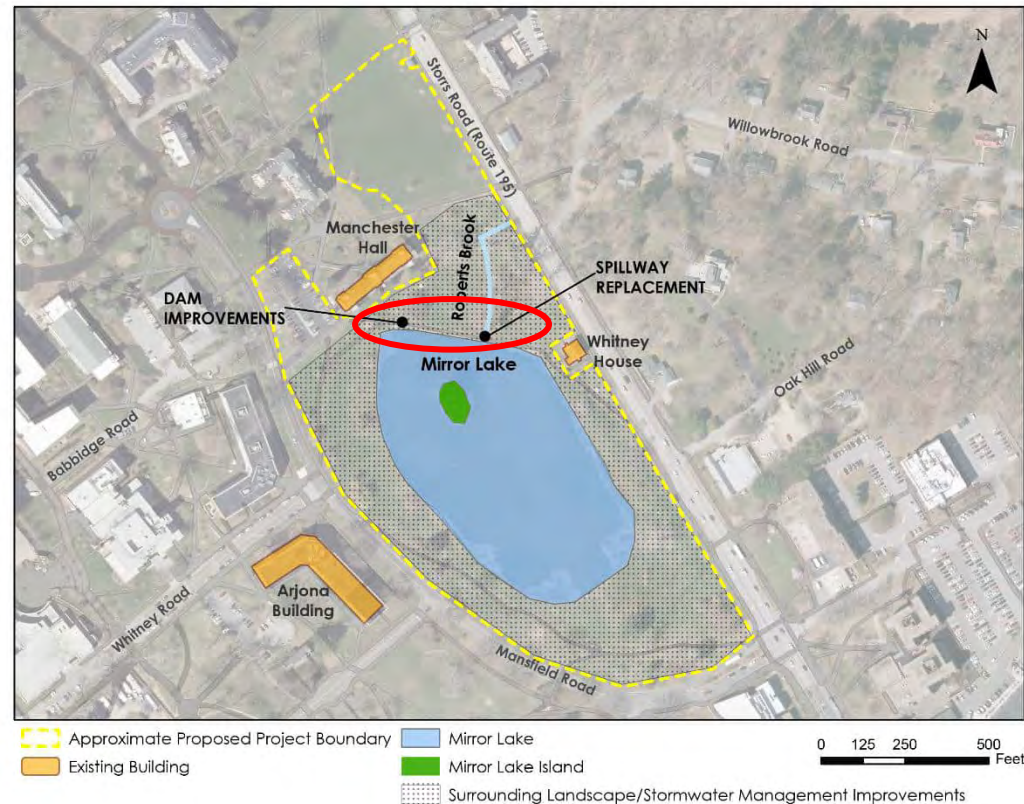 N
Storrs Road (Route 195)
Willowbrook Road
Manchester
Hall
Roberts Brook
SPILLWAY
REPLACEMENT
DAM
IMPROVEMENTS
Whitney
House
Mirror Lake
Oak Hill Road
Babbidge Road
Arjona
Building
Whitney Road
Mansfield Road
Approximate Proposed Project Boundary
Mirror Lake
Existing Building
Mirror Lake Island
Surrounding Landscape/Stormwater Management Improvements
0 125 250 500
Feet